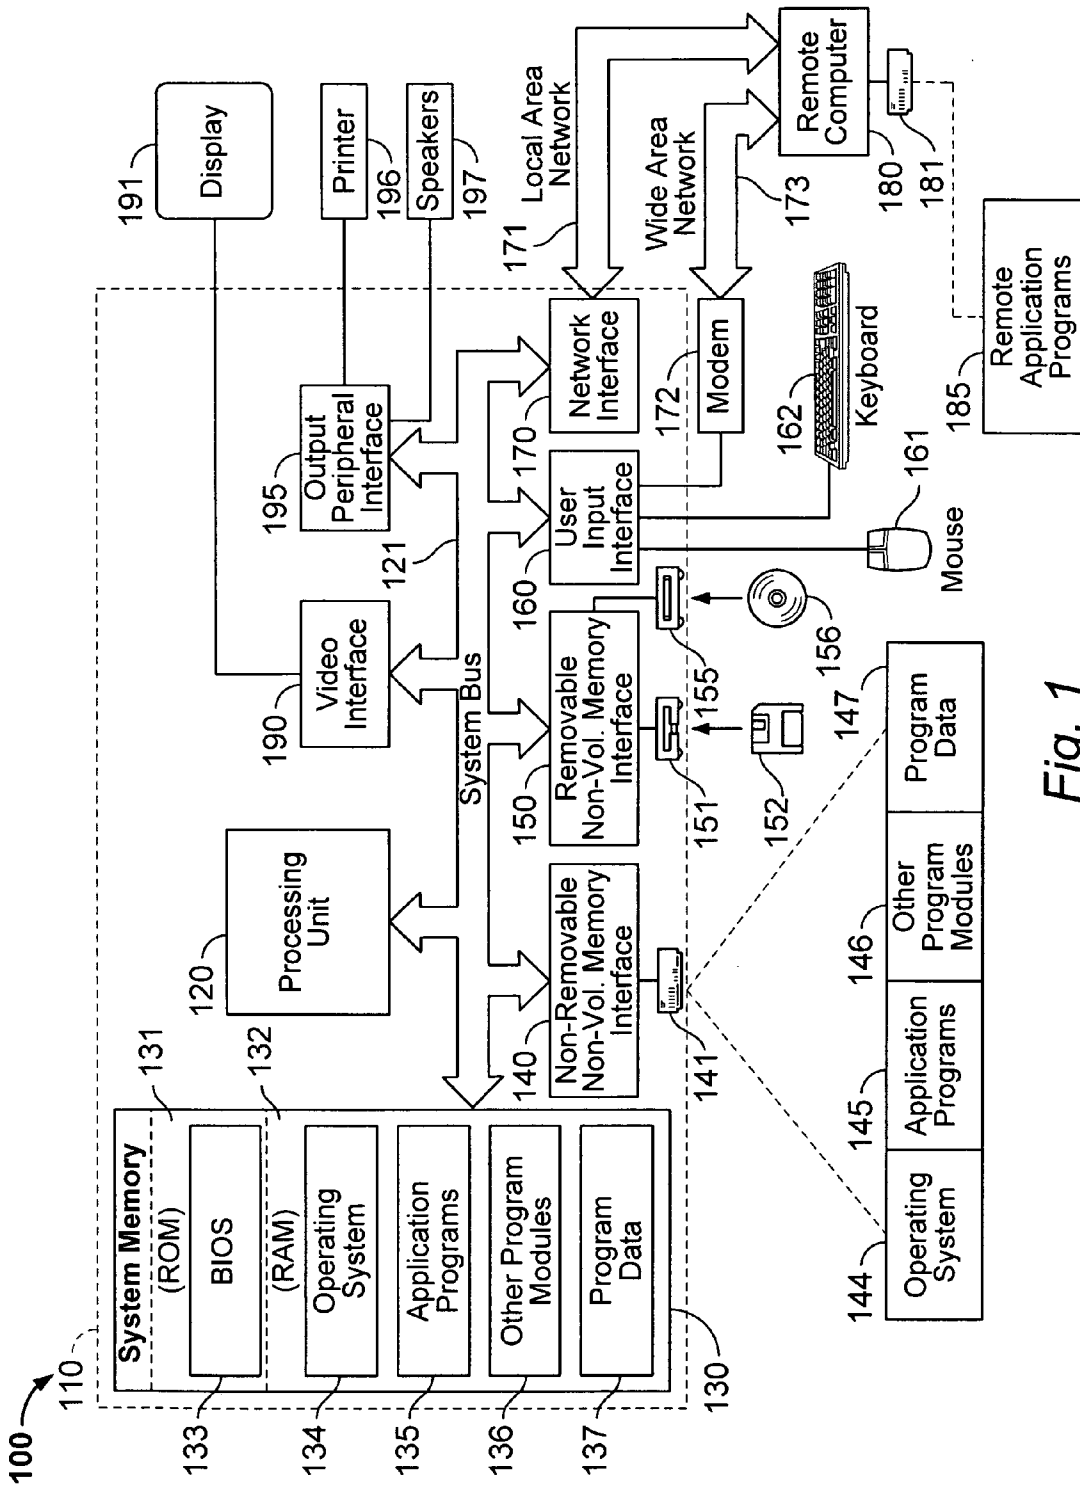 100
110
System Memory
(ROM)
131
BIOS
133
(RAM)
132
Operating
System
134
Application
Programs
135
Other Program
Modules
136
Program
Data
137
130
120
Processing
Unit
190
Video
Interface
191
Display
195
Output
Peripheral
Interface
Printer
196
Speakers
197
121
System Bus
140
Non-Removable
Non-Vol. Memory
Interface
141
150
Removable
Non-Vol. Memory
Interface
151
155
152
156
160
User
Input
Interface
170
Network
Interface
171
Local Area
Network
172
Modem
Wide Area
Network
173
Remote
Computer
180
181
162
Keyboard
161
Mouse
185
Remote
Application
Programs
144
Operating
System
145
Application
Programs
146
Other
Program
Modules
147
Program
Data
Fig. 1